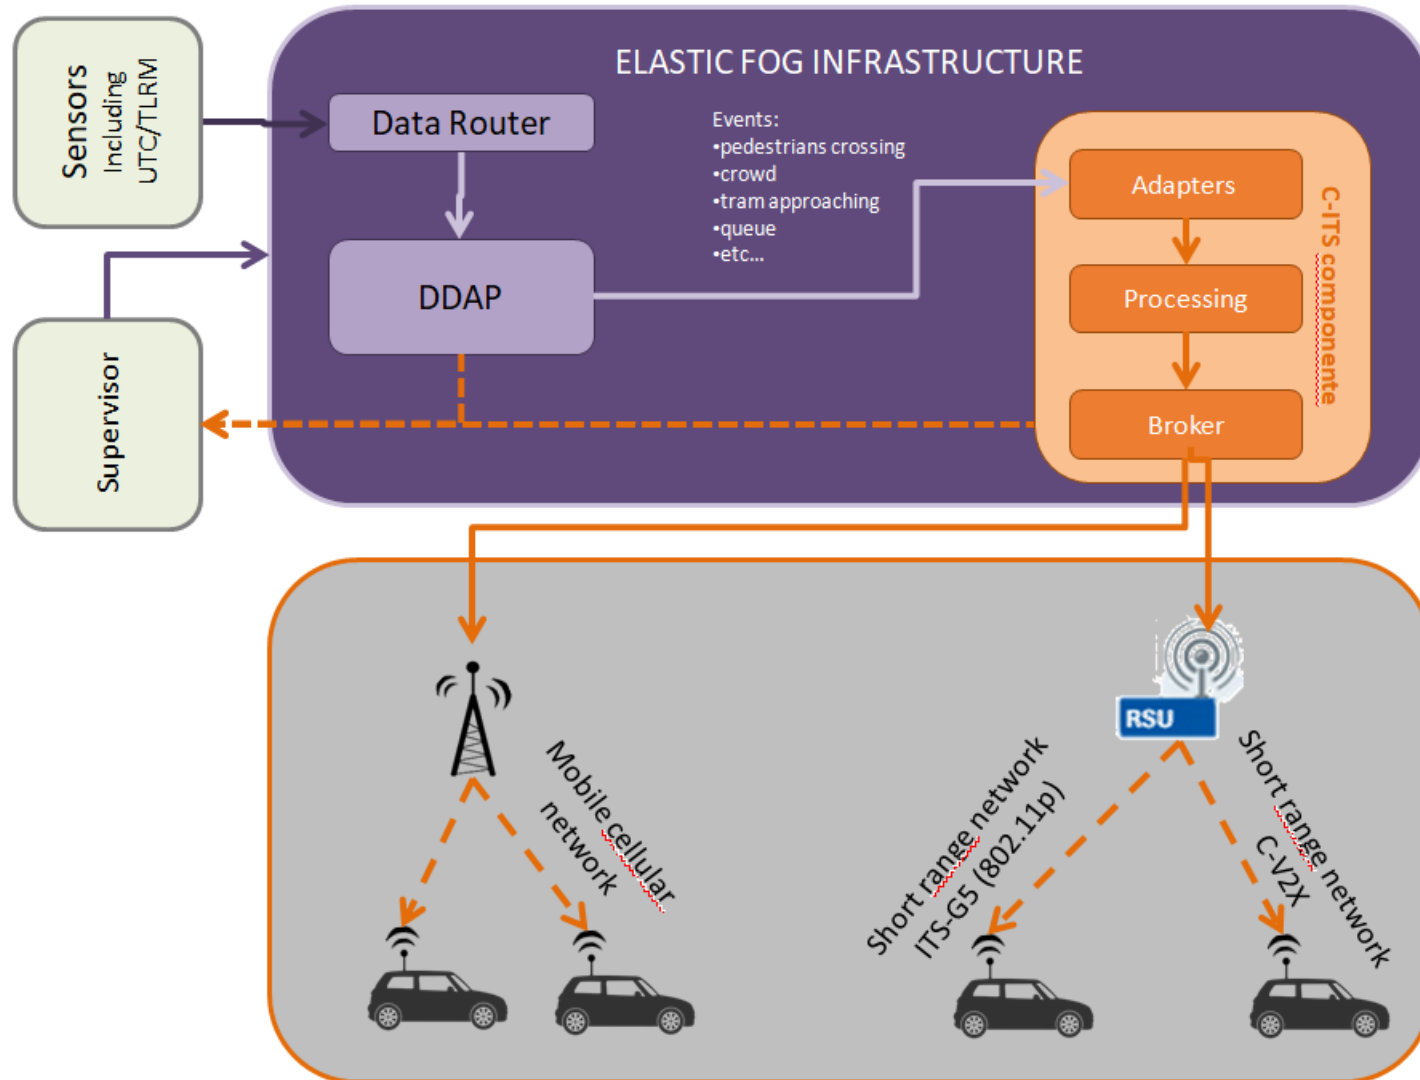 ELASTIC FOG INFRASTRUCTURE
Sensors
Including
UTC/TLRM
Data Router
Events:
•pedestrians crossing
•crowd
•tram approaching
•queue
•etc...
Adapters
Processing
Broker
C-ITS componente
DDAP
Supervisor
RSU
Mobile cellular
network
Short range network
ITS-G5 (802.11p)
Short range network
C-V2X